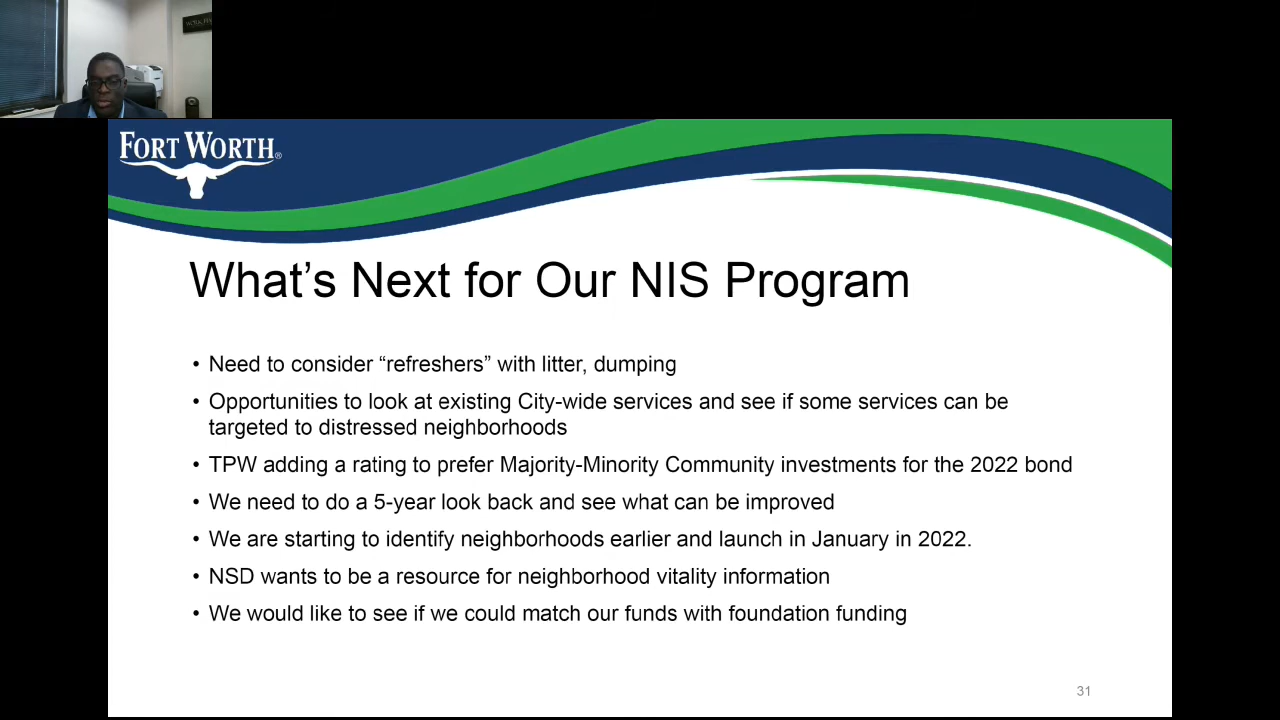 FORT WORTH®
What's Next for Our NIS Program
• Need to consider “refreshers” with litter, dumping
• Opportunities to look at existing City-wide services and see if some services can be
targeted to distressed neighborhoods
• TPW adding a rating to prefer Majority-Minority Community investments for the 2022 bond
• We need to do a 5-year look back and see what can be improved
• We are starting to identify neighborhoods earlier and launch in January in 2022.
• NSD wants to be a resource for neighborhood vitality information
• We would like to see if we could match our funds with foundation funding
31